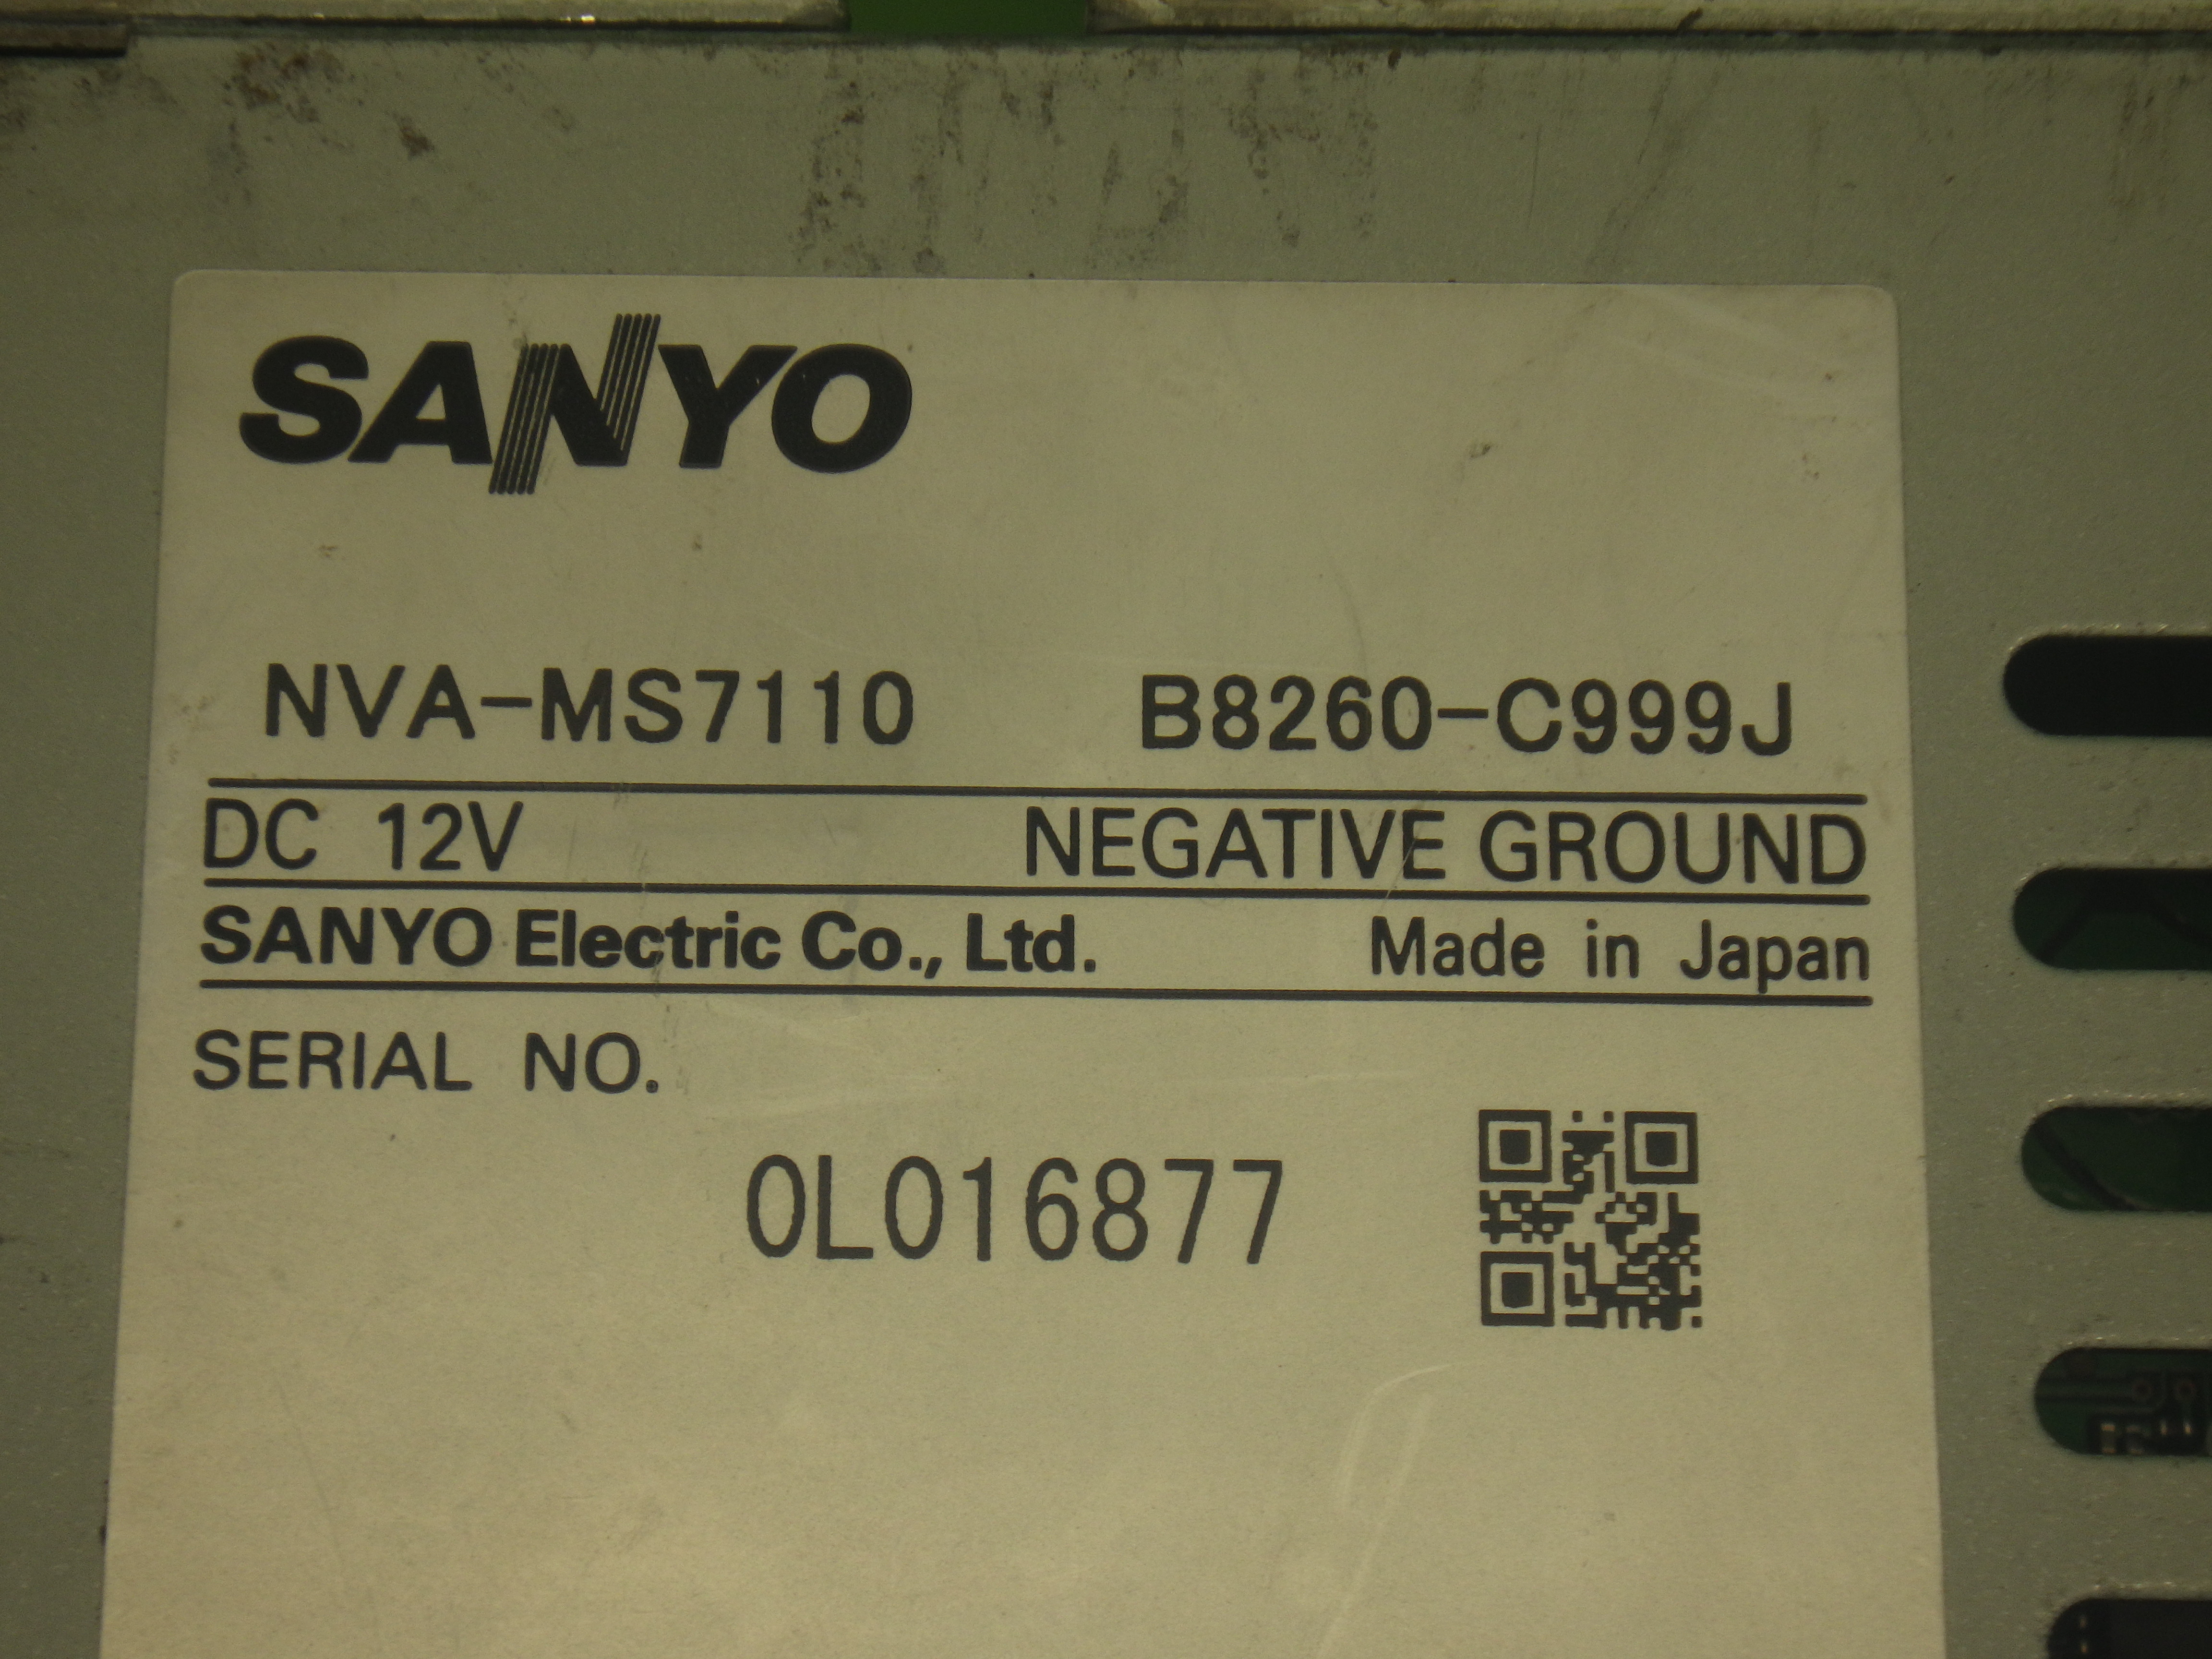 SANYO
NVA-MS7110 B8260-C999J
DC 12V NEGATIVE GROUND
SANYO Electric Co., Ltd. Made in Japan
SERIAL NO.
0L016877